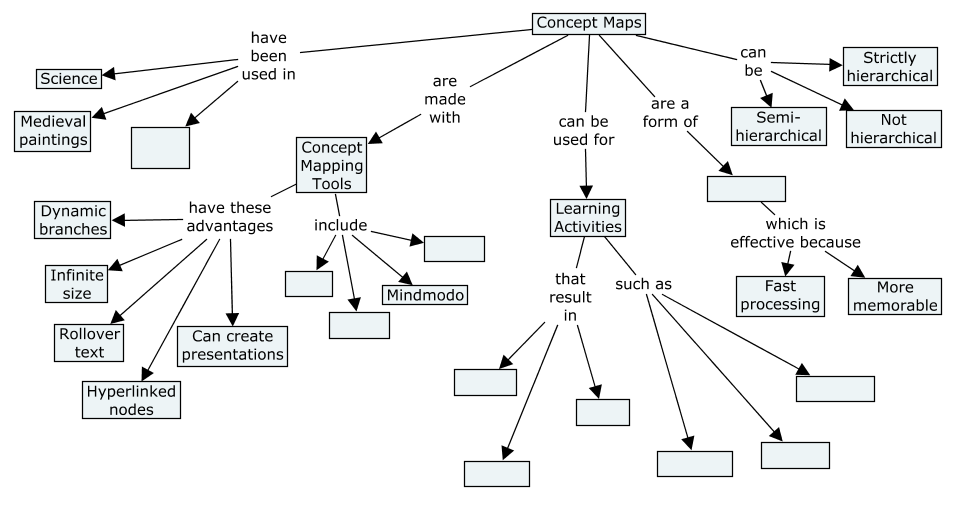 Concept Maps
have
been
used in
Science
Medieval
paintings
are
made
with
Concept
Mapping
Tools
have these
advantages
Dynamic
branches
Infinite
size
Rollover
text
Hyperlinked
nodes
Can create
presentations
include
Mindmodo
can be
used for
Learning
Activities
that
result
in
such as
are a
form of
which is
effective because
Fast
processing
More
memorable
can
be
Strictly
hierarchical
Semi-
hierarchical
Not
hierarchical